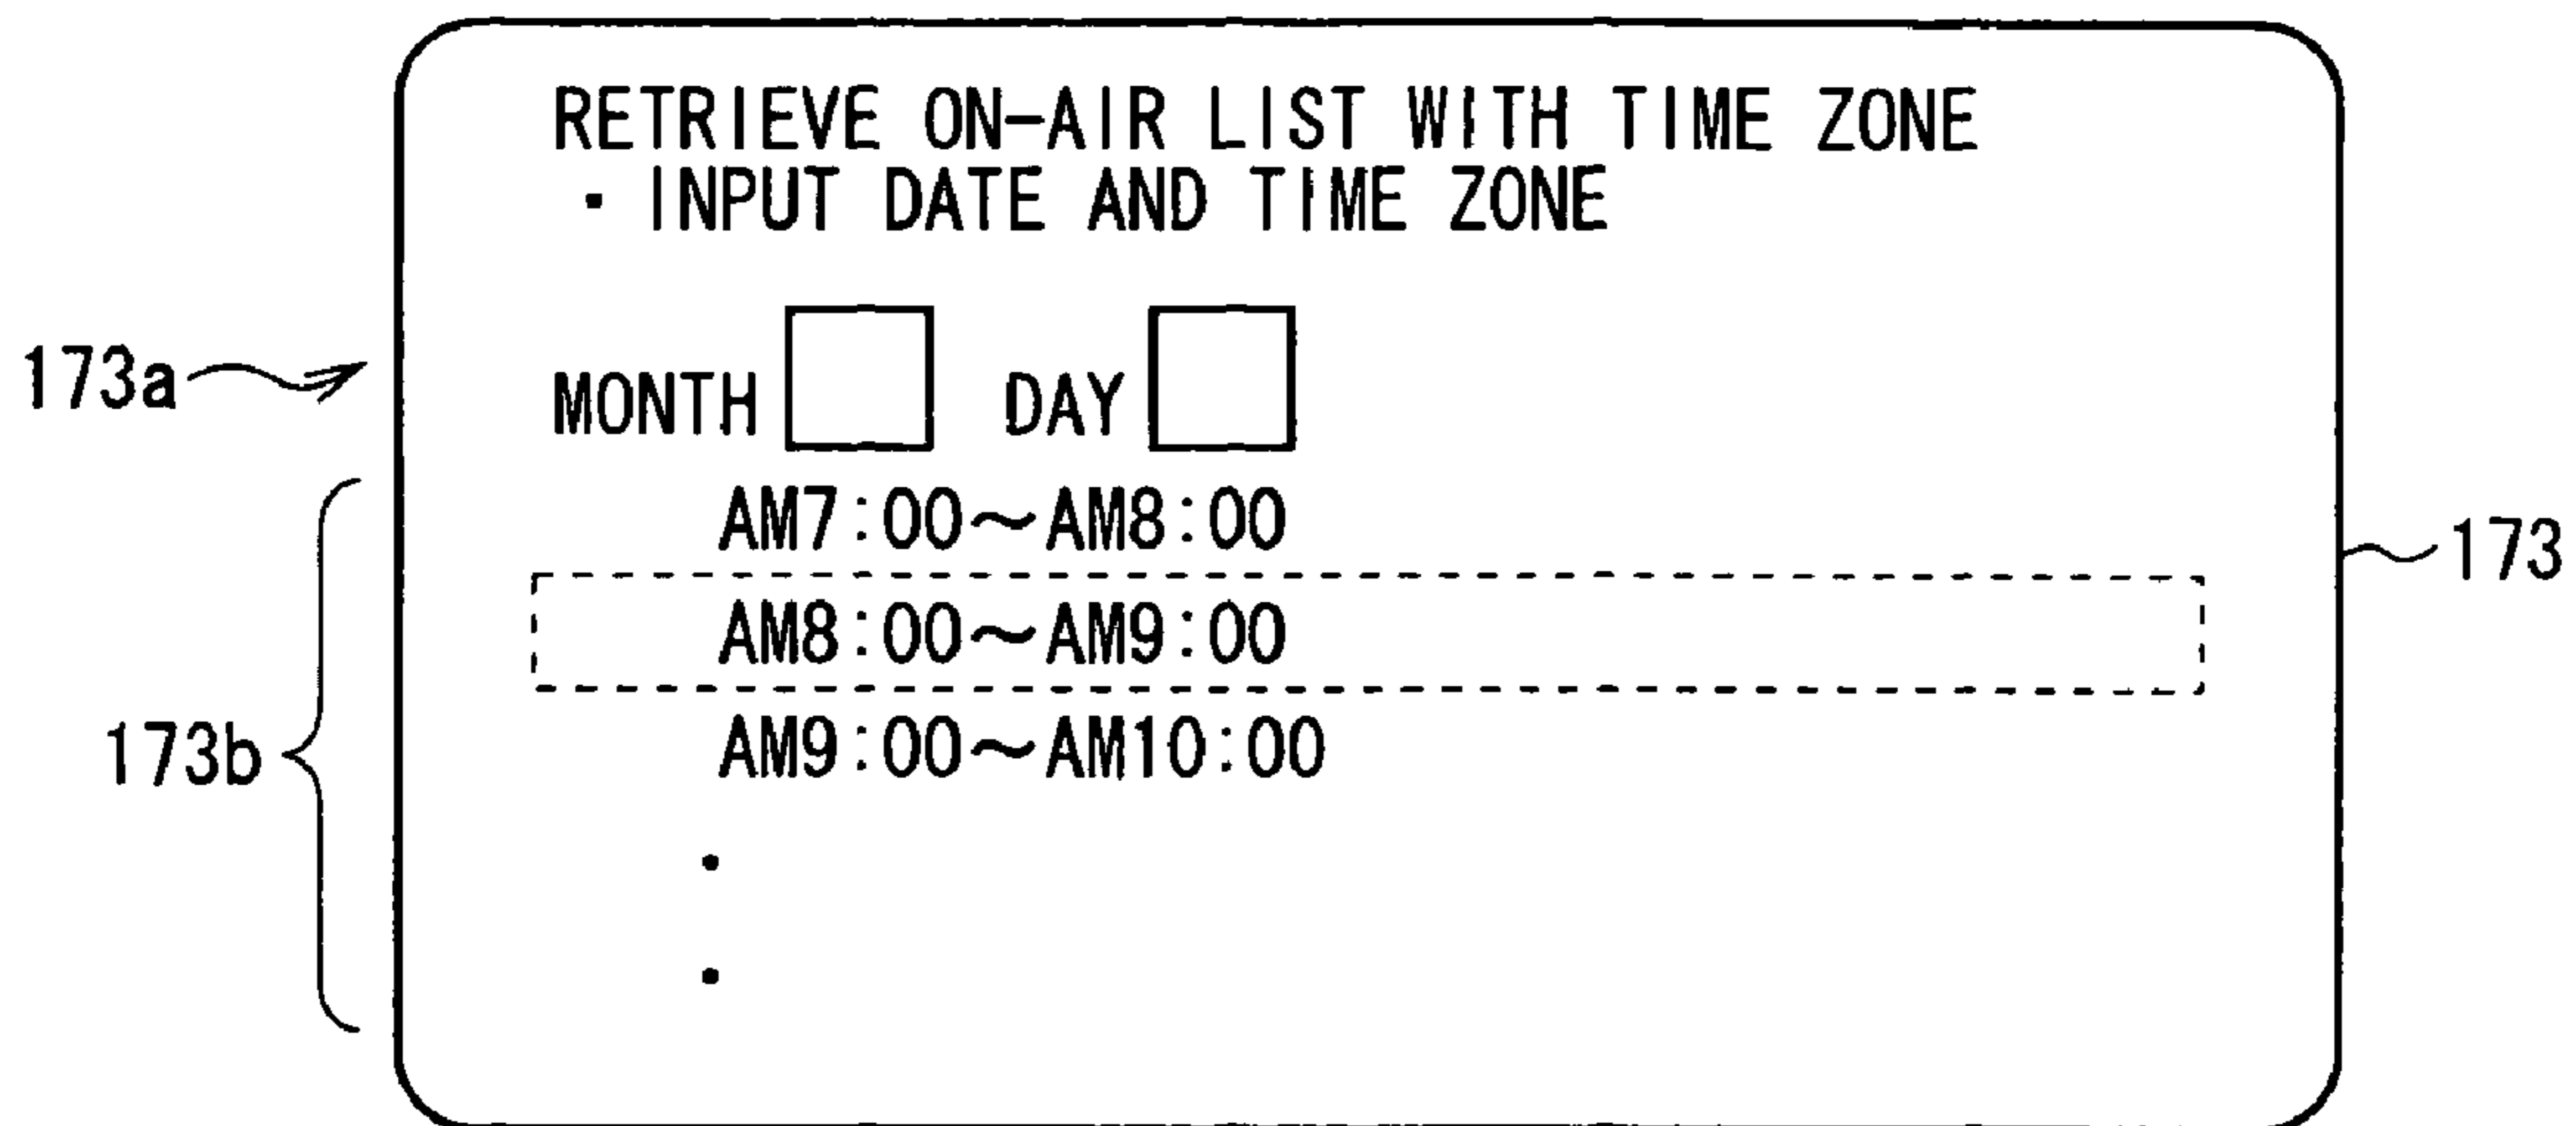 RETRIEVE ON-AIR LIST WITH TIME ZONE
・INPUT DATE AND TIME ZONE
173a
MONTH DAY
AM7:00～AM8:00
173
AM8:00～AM9:00
173b
AM9:00～AM10:00